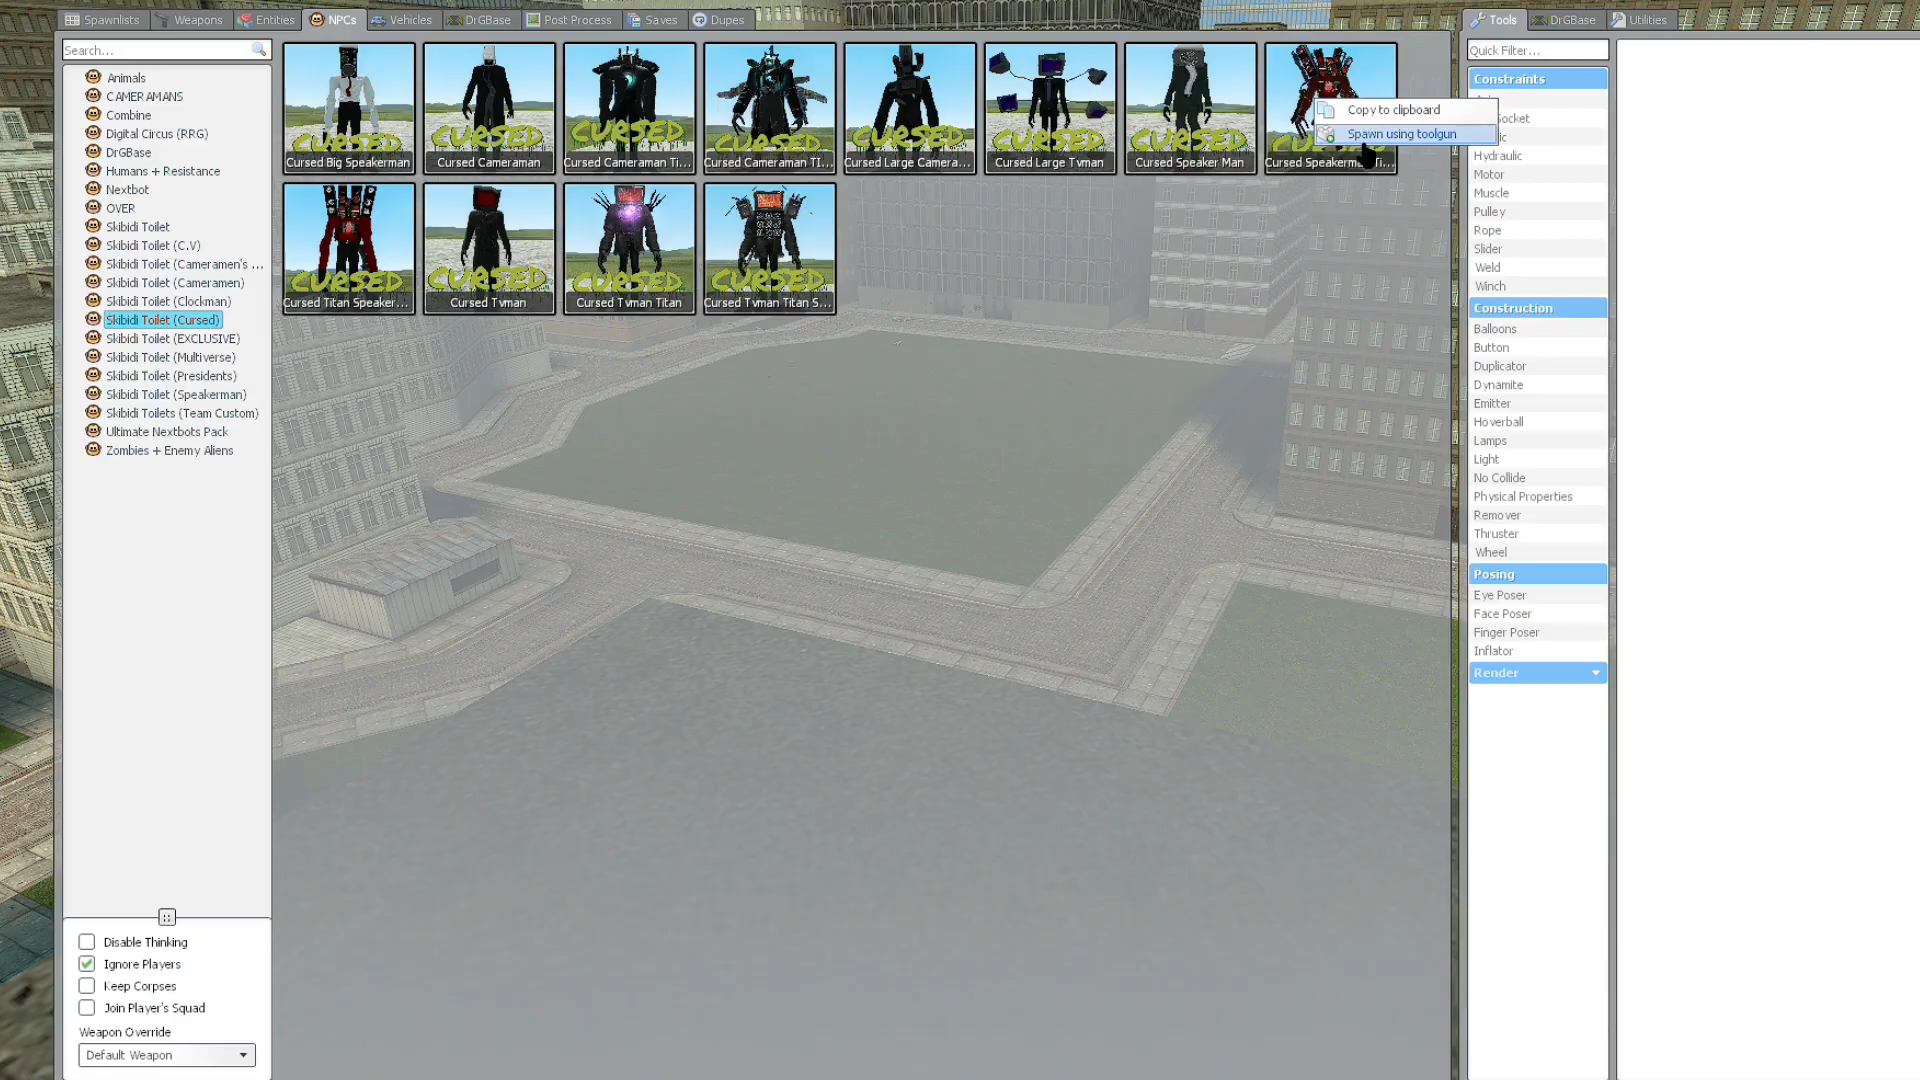 Spawnlists
Weapons
Entities
NPCs
Vehicles
DrGBase
Post Process
Saves
Dupes
Tools
DrGBase
Utilities
Search...
Animals
CAMERAMANS
Combine
Digital Circus (RRG)
DrGBase
Humans + Resistance
Nextbot
OVER
Skibidi Toilet
Skibidi Toilet (C.V)
Skibidi Toilet (Cameramen's ...
Skibidi Toilet (Cameramen)
Skibidi Toilet (Clockman)
Skibidi Toilet (Cursed)
Skibidi Toilet (EXCLUSIVE)
Skibidi Toilet (Multiverse)
Skibidi Toilet (Presidents)
Skibidi Toilet (Speakerman)
Skibidi Toilets (Team Custom)
Ultimate Nextbots Pack
Zombies + Enemy Aliens
Disable Thinking
Ignore Players
Keep Corpses
Join Player's Squad
Weapon Override
Default Weapon
CURSED
Cursed Big Speakerman
CURSED
Cursed Cameraman
CURSED
Cursed Cameraman Ti...
CURSED
Cursed Cameraman TI...
CURSED
Cursed Large Camera...
CURSED
Cursed Large Tvman
CURSED
Cursed Speaker Man
Cursed Speakerma Ti...
CURSED
Cursed Titan Speaker...
CURSED
Cursed Tvman
CURSED
Cursed Tvman Titan
CURSED
Cursed Tvman Titan S...
Copy to clipboard
Spawn using toolgun
Quick Filter...
Constraints
Hydraulic
Motor
Muscle
Pulley
Rope
Slider
Weld
Winch
Construction
Balloons
Button
Duplicator
Dynamite
Emitter
Hoverball
Lamps
Light
No Collide
Physical Properties
Remover
Thruster
Wheel
Posing
Eye Poser
Face Poser
Finger Poser
Inflator
Render